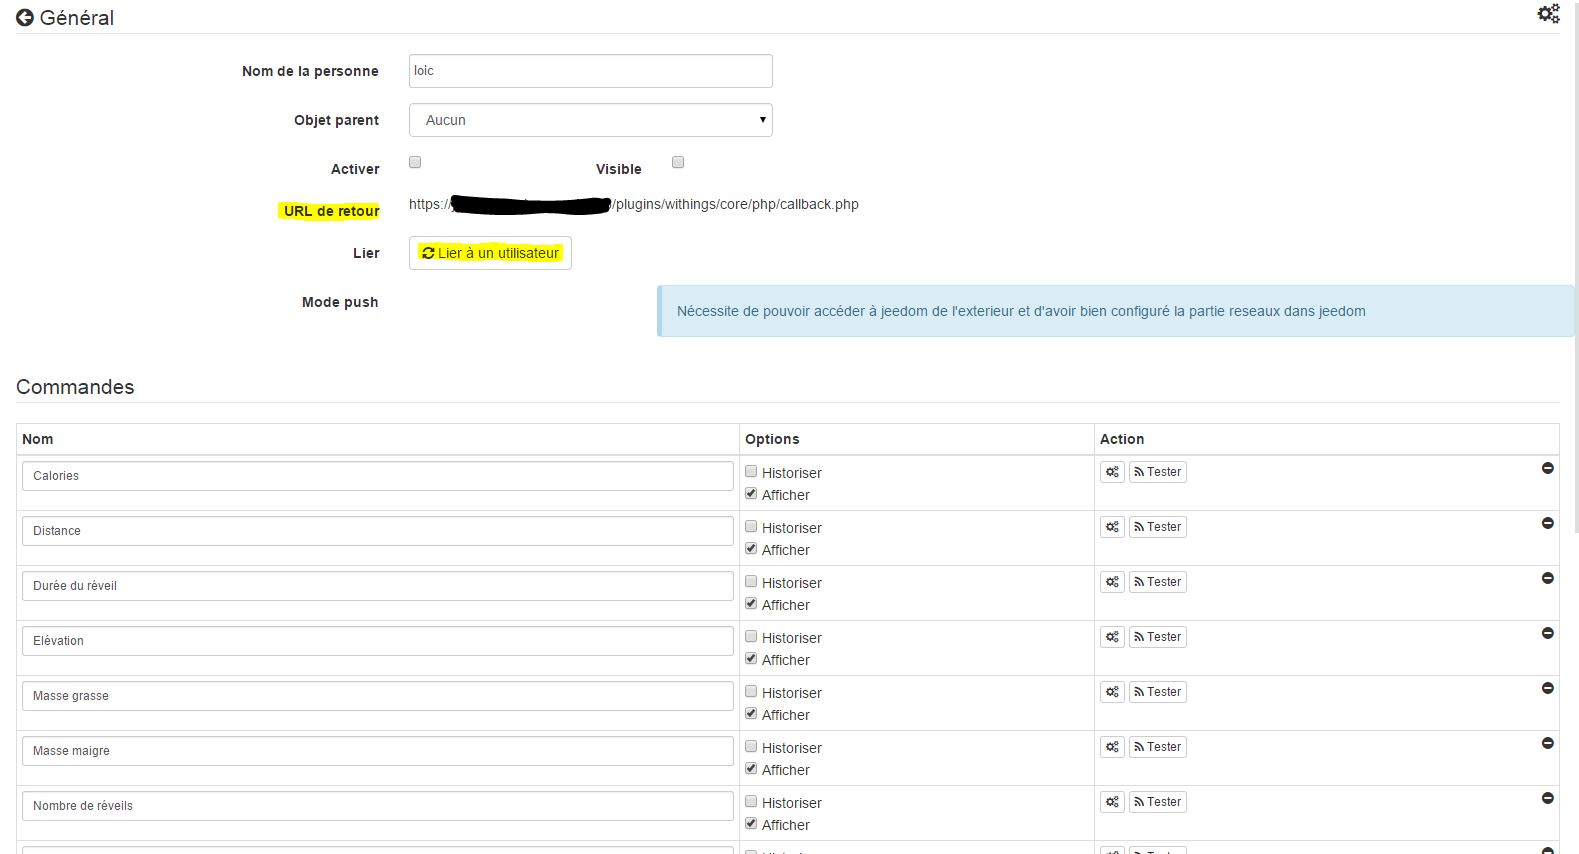 Général
Nom de la personne loic
Objet parent Aucun
Activer Visible
URL de retour https:// /plugins/withings/core/php/callback.php
Lier Lier à un utilisateur
Mode push Nécessite de pouvoir accéder à jeedom de l'exterieur et d'avoir bien configuré la partie reseaux dans jeedom
Commandes
Nom Options Action
Calories Historiser Tester
Afficher
Distance Historiser Tester
Afficher
Durée du réveil Historiser Tester
Afficher
Elévation Historiser Tester
Afficher
Masse grasse Historiser Tester
Afficher
Masse maigre Historiser Tester
Afficher
Nombre de réveils Historiser Tester
Afficher